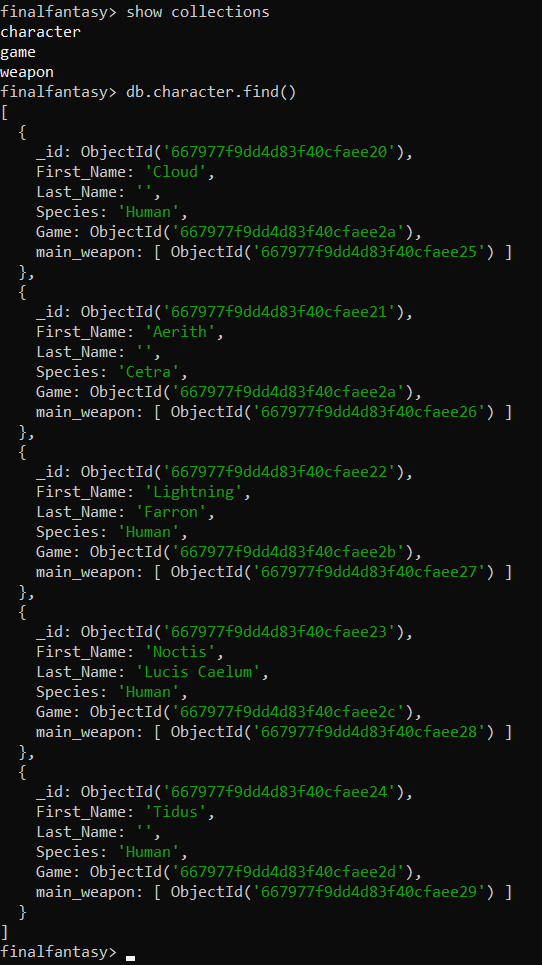 finalfantasy> show collections
character
game
weapon
finalfantasy> db.character.find()
[
  {
    _id: ObjectId('667977f9dd4d83f40cfaee20'),
    First_Name: 'Cloud',
    Last_Name: '',
    Species: 'Human',
    Game: ObjectId('667977f9dd4d83f40cfaee2a'),
    main_weapon: [ ObjectId('667977f9dd4d83f40cfaee25') ]
  },
  {
    _id: ObjectId('667977f9dd4d83f40cfaee21'),
    First_Name: 'Aerith',
    Last_Name: '',
    Species: 'Cetra',
    Game: ObjectId('667977f9dd4d83f40cfaee2a'),
    main_weapon: [ ObjectId('667977f9dd4d83f40cfaee26') ]
  },
  {
    _id: ObjectId('667977f9dd4d83f40cfaee22'),
    First_Name: 'Lightning',
    Last_Name: 'Farron',
    Species: 'Human',
    Game: ObjectId('667977f9dd4d83f40cfaee2b'),
    main_weapon: [ ObjectId('667977f9dd4d83f40cfaee27') ]
  },
  {
    _id: ObjectId('667977f9dd4d83f40cfaee23'),
    First_Name: 'Noctis',
    Last_Name: 'Lucis Caelum',
    Species: 'Human',
    Game: ObjectId('667977f9dd4d83f40cfaee2c'),
    main_weapon: [ ObjectId('667977f9dd4d83f40cfaee28') ]
  },
  {
    _id: ObjectId('667977f9dd4d83f40cfaee24'),
    First_Name: 'Tidus',
    Last_Name: '',
    Species: 'Human',
    Game: ObjectId('667977f9dd4d83f40cfaee2d'),
    main_weapon: [ ObjectId('667977f9dd4d83f40cfaee29') ]
  }
]
finalfantasy>